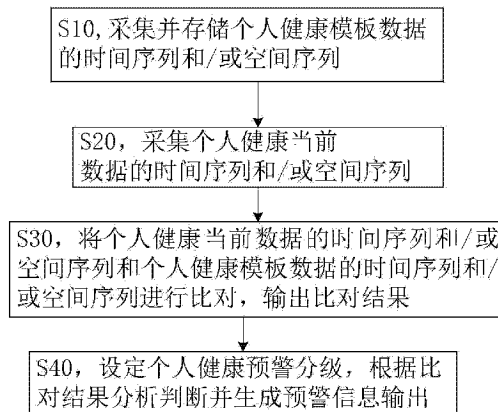 S10,采集并存储个人健康模板数据
的时间序列和/或空间序列
S20，采集个人健康当前
数据的时间序列和/或空间序列
S30，将个人健康当前数据的时间序列和/或
空间序列和个人健康模板数据的时间序列和/
或空间序列进行比对，输出比对结果
S40，设定个人健康预警分级，根据比
对结果分析判断并生成预警信息输出